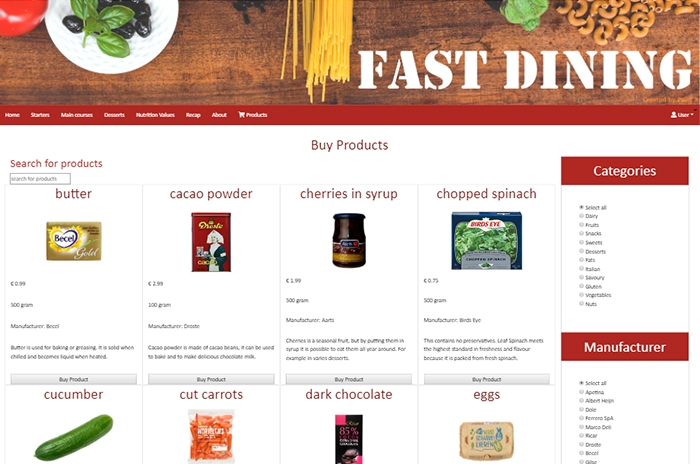 FAST DINING
Home Starters Main courses Desserts Nutrition Values Recap About Products User
Buy Products
Search for products
search for products
butter
Becel
Gold
€ 0.99
500 gram
Manufacturer: Becel
Butter is used for baking or greasing. It is solid when
chilled and becomes liquid when heated.
Buy Product
cacao powder
Droste
€ 2.99
100 gram
Manufacturer: Droste
Cacao powder is made of cacao beans, it can be used
to bake and to make delicious chocolate milk.
Buy Product
cherries in syrup
€ 1.99
500 gram
Manufacturer: Aarts
Cherries is a seasonal fruit, but by putting them in
syrup it is possible to eat them all year around. For
example in varies desserts.
Buy Product
chopped spinach
BIRDS EYE
CHOPPED SPINACH
€ 0.75
500 gram
Manufacturer: Birds Eye
This contains no preservatives. Leaf Spinach meets
the highest standard in freshness and flavour
because it is packed from fresh spinach.
Buy Product
cucumber
cut carrots
dark chocolate
85%
eggs
Categories
Select all
Dairy
Fruits
Snacks
Sweets
Desserts
Fats
Italian
Savoury
Gluten
Vegetables
Nuts
Manufacturer
Select all
Apetina
Albert Heijn
Dole
Ferrero SpA
Marco Deli
Ricar
Droste
Becel